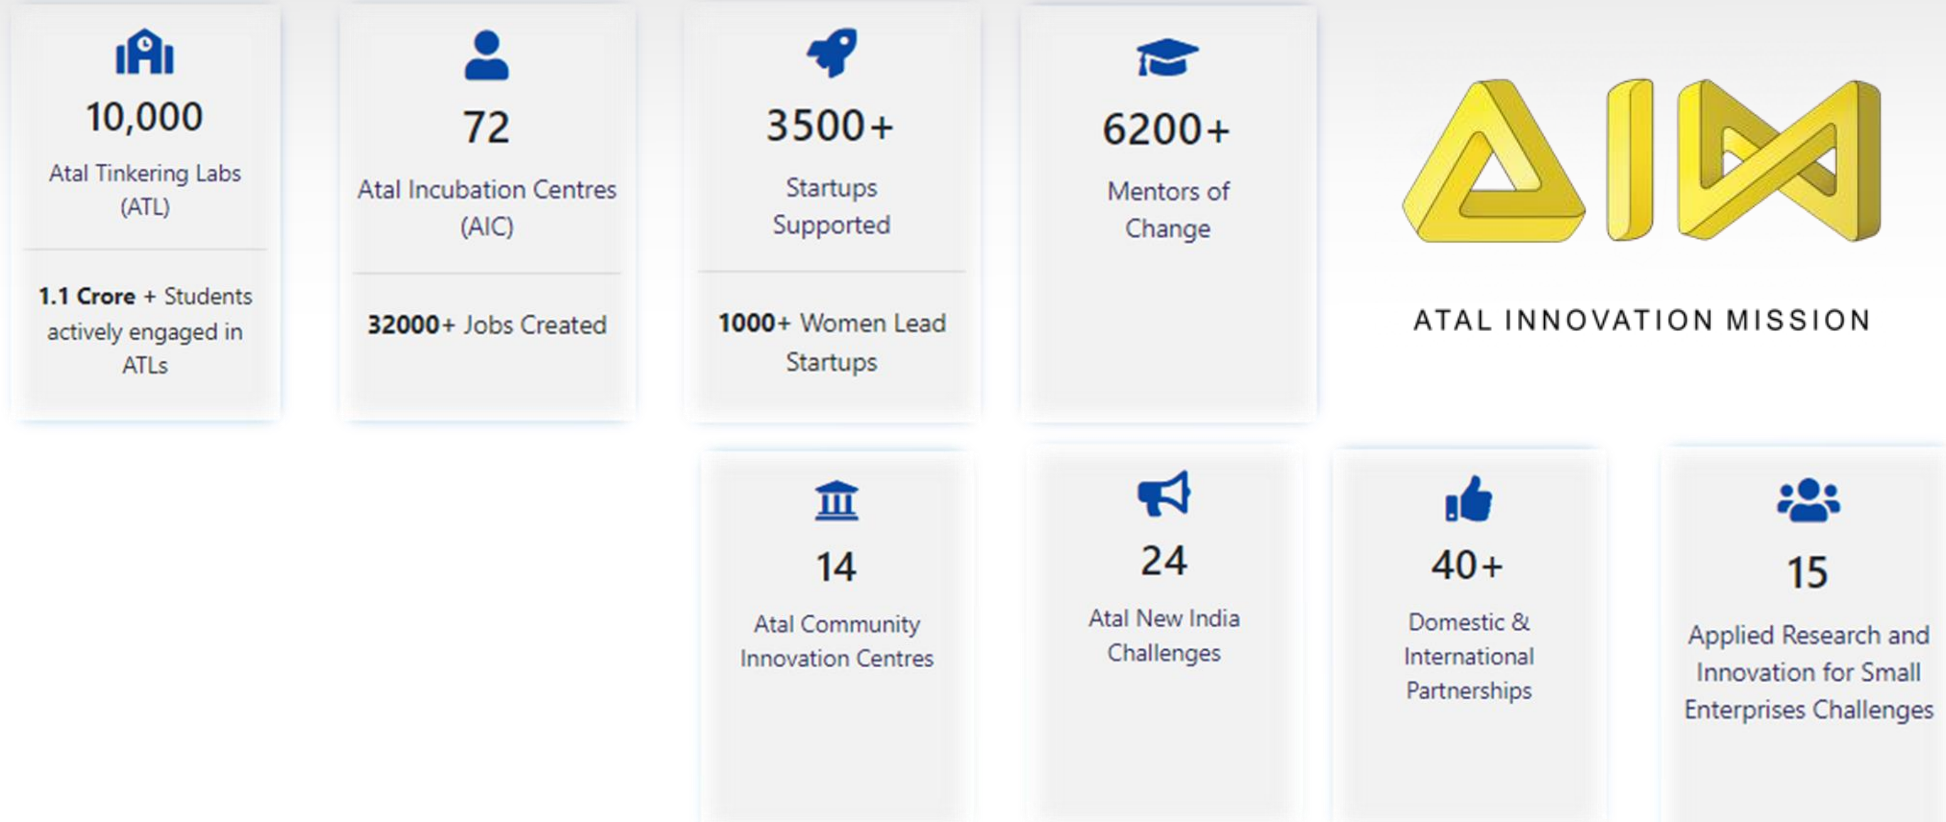 10,000
Atal Tinkering Labs
(ATL)
1.1 Crore + Students
actively engaged in
ATLs
72
Atal Incubation Centres
(AIC)
32000+ Jobs Created
3500+
Startups
Supported
1000+ Women Lead
Startups
6200+
Mentors of
Change
AIM
ATAL INNOVATION MISSION
14
Atal Community
Innovation Centres
24
Atal New India
Challenges
40+
Domestic &
International
Partnerships
15
Applied Research and
Innovation for Small
Enterprises Challenges